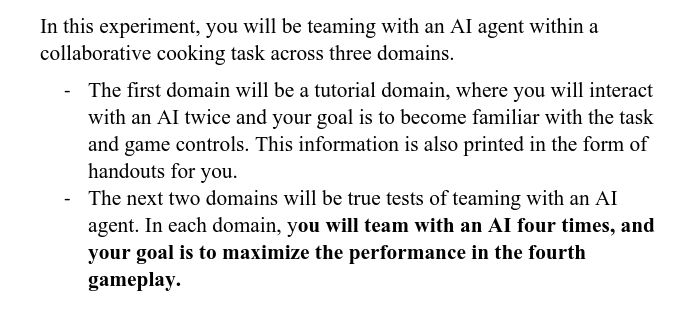 In this experiment, you will be teaming with an AI agent within a
collaborative cooking task across three domains.
- The first domain will be a tutorial domain, where you will interact
with an AI twice and your goal is to become familiar with the task
and game controls. This information is also printed in the form of
handouts for you.
- The next two domains will be true tests of teaming with an AI
agent. In each domain, you will team with an AI four times, and
your goal is to maximize the performance in the fourth
gameplay.